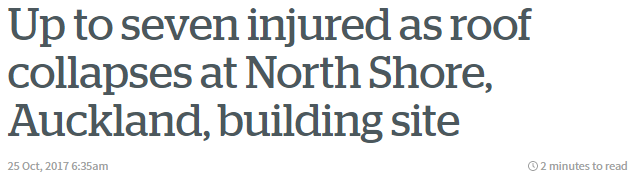 Up to seven injured as roof
collapses at North Shore,
Auckland, building site
25 Oct, 2017 6:35am 2 minutes to read